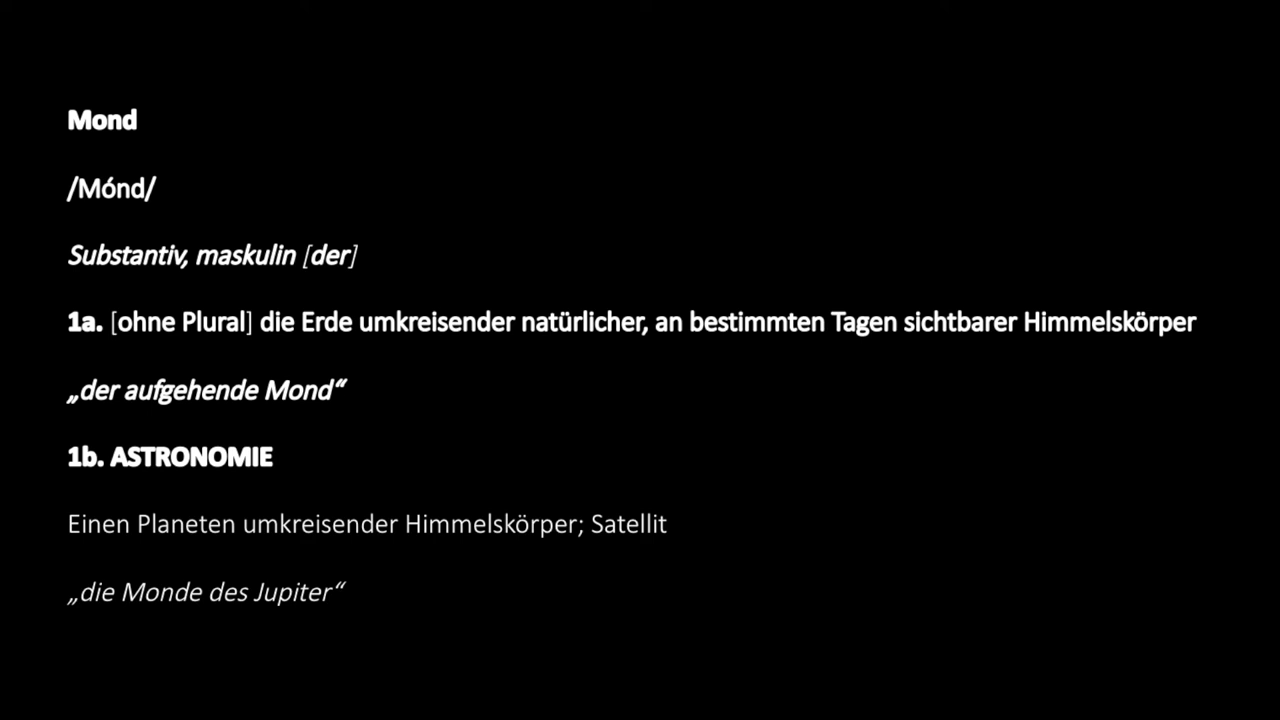 Mond
/Mónd/
Substantiv, maskulin [der]
1a. [ohne Plural] die Erde umkreisender natürlicher, an bestimmten Tagen sichtbarer Himmelskörper
„der aufgehende Mond“
1b. ASTRONOMIE
Einen Planeten umkreisender Himmelskörper; Satellit
„die Monde des Jupiter“